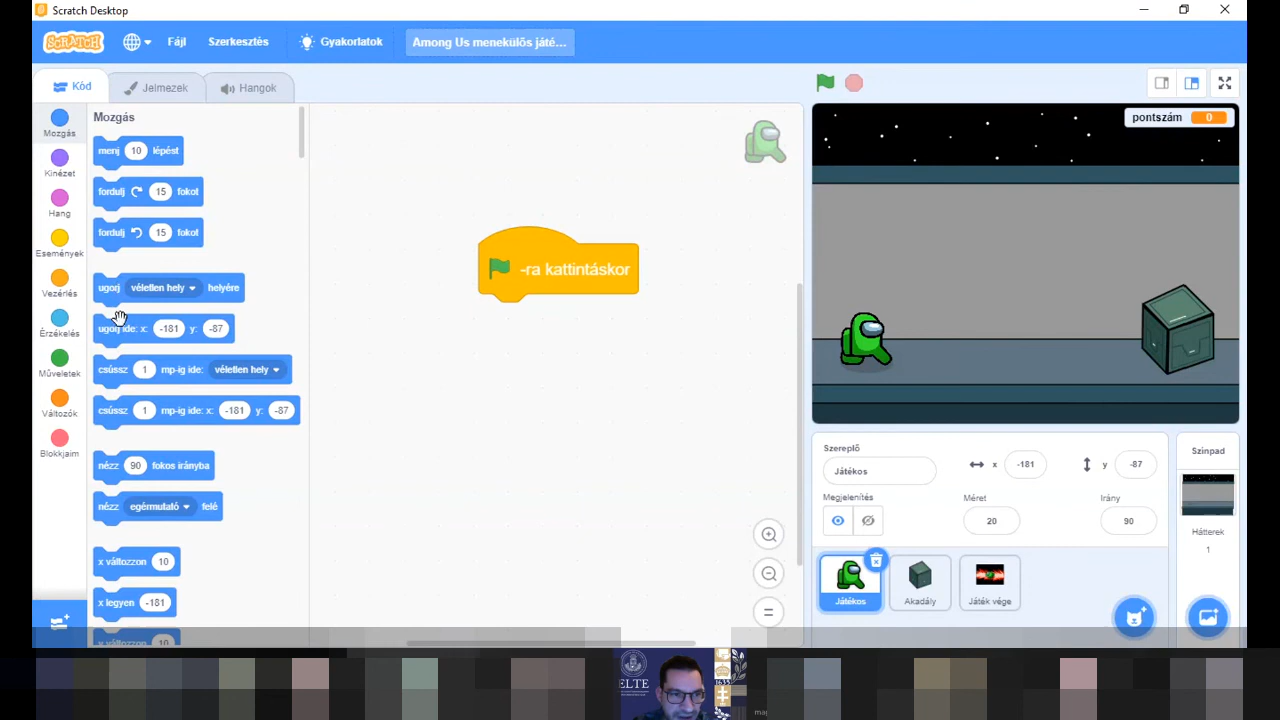 Scratch Desktop
SCRATCH
Fájl
Szerkesztés
Gyakorlatok
Among Us menekülős játé...
Kód
Jelmezek
Hangok
Mozgás
Kinézet
Hang
Események
Vezérlés
Érzékelés
Műveletek
Változók
Blokkjaim
Mozgás
menj 10 lépést
fordulj 15 fokot
fordulj 15 fokot
ugorj véletlen hely helyére
ugorj ide: x: -181 y: -87
csússz 1 mp-ig ide: véletlen hely
csússz 1 mp-ig ide: x: -181 y: -87
nézz 90 fokos irányba
nézz egérmutató felé
x változzon 10
x legyen -181
-ra kattintáskor
pontszám 0
Szereplő
Játékos
x -181
y -87
Megjelenítés
Méret
20
Irány
90
Játékos
Akadály
Játék vége
Színpad
Hátterek
1
ELTE
1635